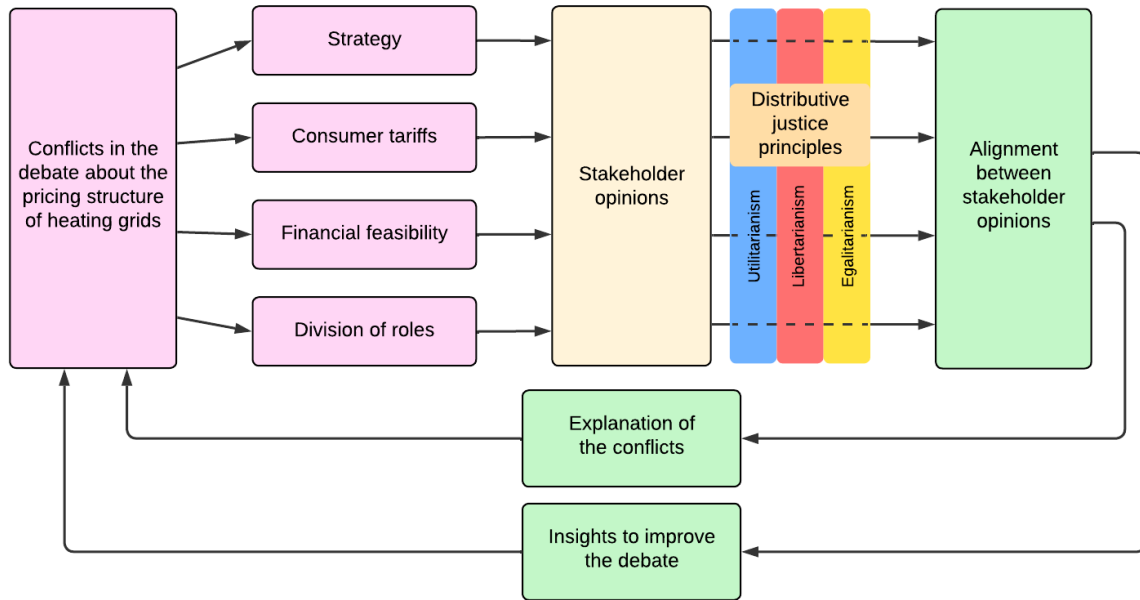 Conflicts in the
debate about the
pricing structure
of heating grids
Strategy
Consumer tariffs
Financial feasibility
Division of roles
Stakeholder
opinions
Distributive
justice
principles
Utilitarianism
Libertarianism
Egalitarianism
Alignment
between
stakeholder
opinions
Explanation of
the conflicts
Insights to improve
the debate